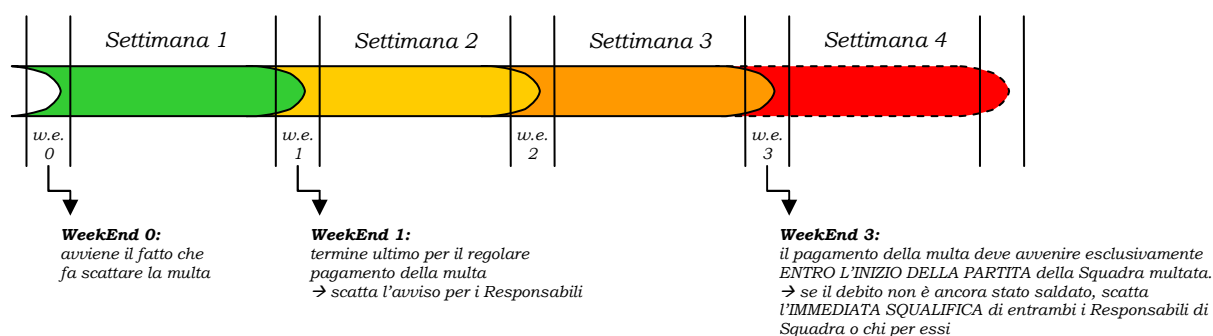 Settimana 1
Settimana 2
Settimana 3
Settimana 4
w.e.
0
w.e.
1
w.e.
2
w.e.
3
WeekEnd 0:
avviene il fatto che
fa scattare la multa
WeekEnd 1:
termine ultimo per il regolare
pagamento della multa
→ scatta l'avviso per i Responsabili
WeekEnd 3:
il pagamento della multa deve avvenire esclusivamente
ENTRO L'INIZIO DELLA PARTITA della Squadra multata.
→ se il debito non è ancora stato saldato, scatta
l'IMMEDIATA SQUALIFICA di entrambi i Responsabili di
Squadra o chi per essi